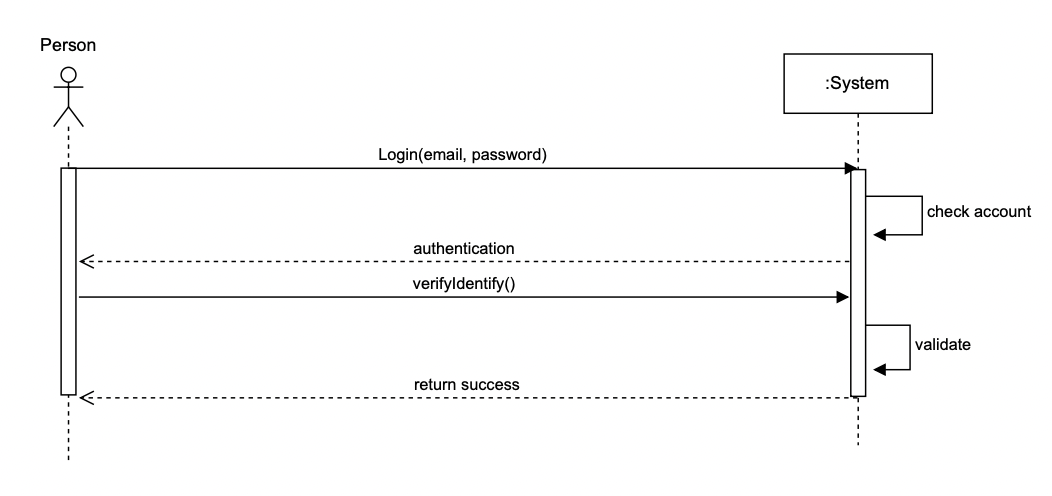 Person
:System
Login(email, password)
check account
authentication
verifyIdentify()
validate
return success